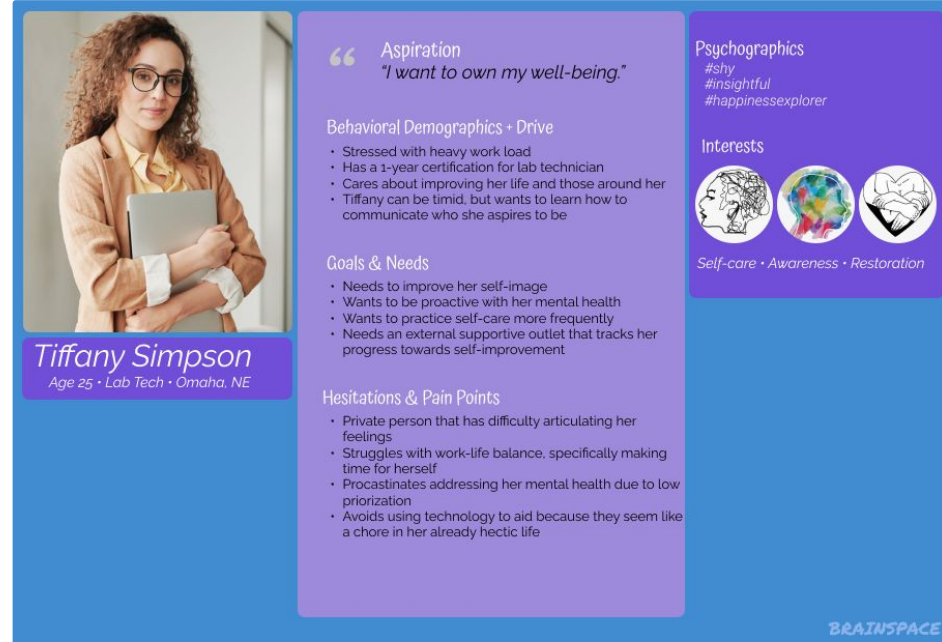 “ Aspiration
“I want to own my well-being.”
Behavioral Demographics + Drive
• Stressed with heavy work load
• Has a 1-year certification for lab technician
• Cares about improving her life and those around her
• Tiffany can be timid, but wants to learn how to
communicate who she aspires to be
Goals & Needs
• Needs to improve her self-image
• Wants to be proactive with her mental health
• Wants to practice self-care more frequently
• Needs an external supportive outlet that tracks her
progress towards self-improvement
Hesitations & Pain Points
• Private person that has difficulty articulating her
feelings
• Struggles with work-life balance, specifically making
time for herself
• Procastinates addressing her mental health due to low
priorization
• Avoids using technology to aid because they seem like
a chore in her already hectic life
Tiffany Simpson
Age 25 • Lab Tech • Omaha, NE
Psychographics
#shy
#insightful
#happinessexplorer
Interests
Self-care • Awareness • Restoration
BRAINSPACE